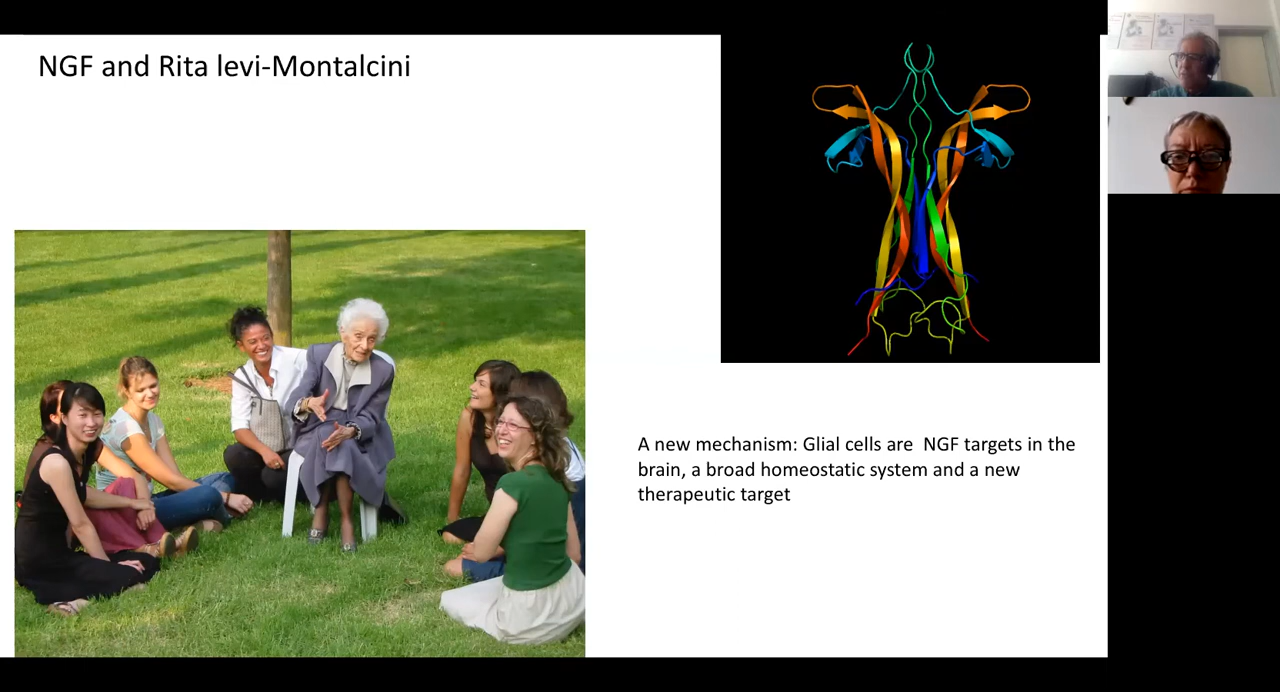 NGF and Rita levi-Montalcini
A new mechanism: Glial cells are  NGF targets in the
brain, a broad homeostatic system and a new
therapeutic target